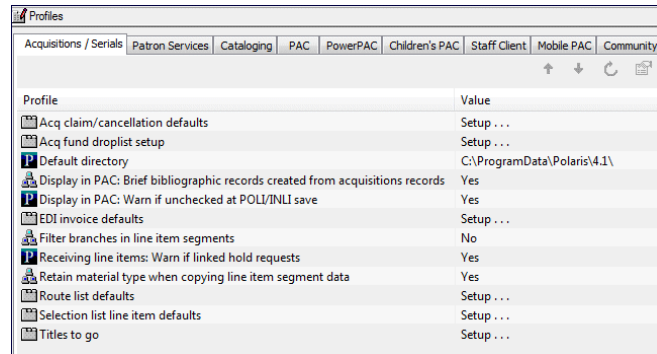 Profiles
Acquisitions / Serials Patron Services Cataloging PAC PowerPAC Children's PAC Staff Client Mobile PAC Community
Profile Value
Acq claim/cancellation defaults Setup . . .
Acq fund droplist setup Setup . . .
Default directory C:\ProgramData\Polaris\4.1\
Display in PAC: Brief bibliographic records created from acquisitions records Yes
Display in PAC: Warn if unchecked at POLI/INLI save Yes
EDI invoice defaults Setup . . .
Filter branches in line item segments No
Receiving line items: Warn if linked hold requests Yes
Retain material type when copying line item segment data Yes
Route list defaults Setup . . .
Selection list line item defaults Setup . . .
Titles to go Setup . . .